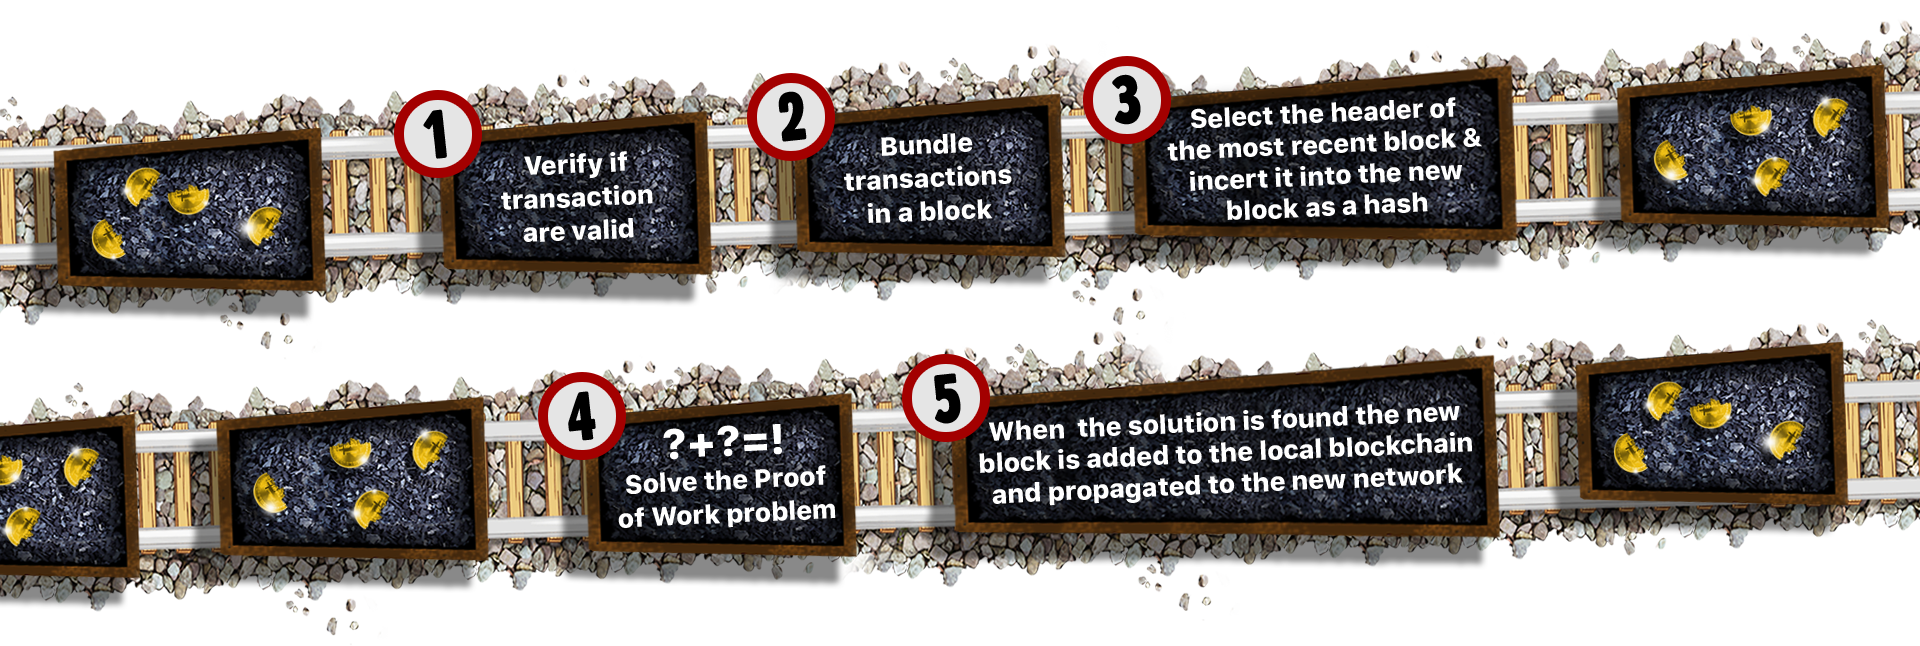 1
Verify if
transaction
are valid
2
Bundle
transactions
in a block
3
Select the header of
the most recent block &
incert it into the new
block as a hash
4
?+?=!
Solve the Proof
of Work problem
5
When the solution is found the new
block is added to the local blockchain
and propagated to the new network